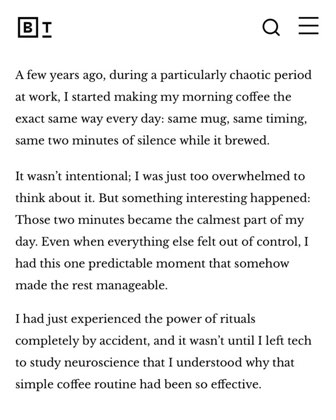 B T
A few years ago, during a particularly chaotic period
at work, I started making my morning coffee the
exact same way every day: same mug, same timing,
same two minutes of silence while it brewed.
It wasn’t intentional; I was just too overwhelmed to
think about it. But something interesting happened:
Those two minutes became the calmest part of my
day. Even when everything else felt out of control, I
had this one predictable moment that somehow
made the rest manageable.
I had just experienced the power of rituals
completely by accident, and it wasn’t until I left tech
to study neuroscience that I understood why that
simple coffee routine had been so effective.